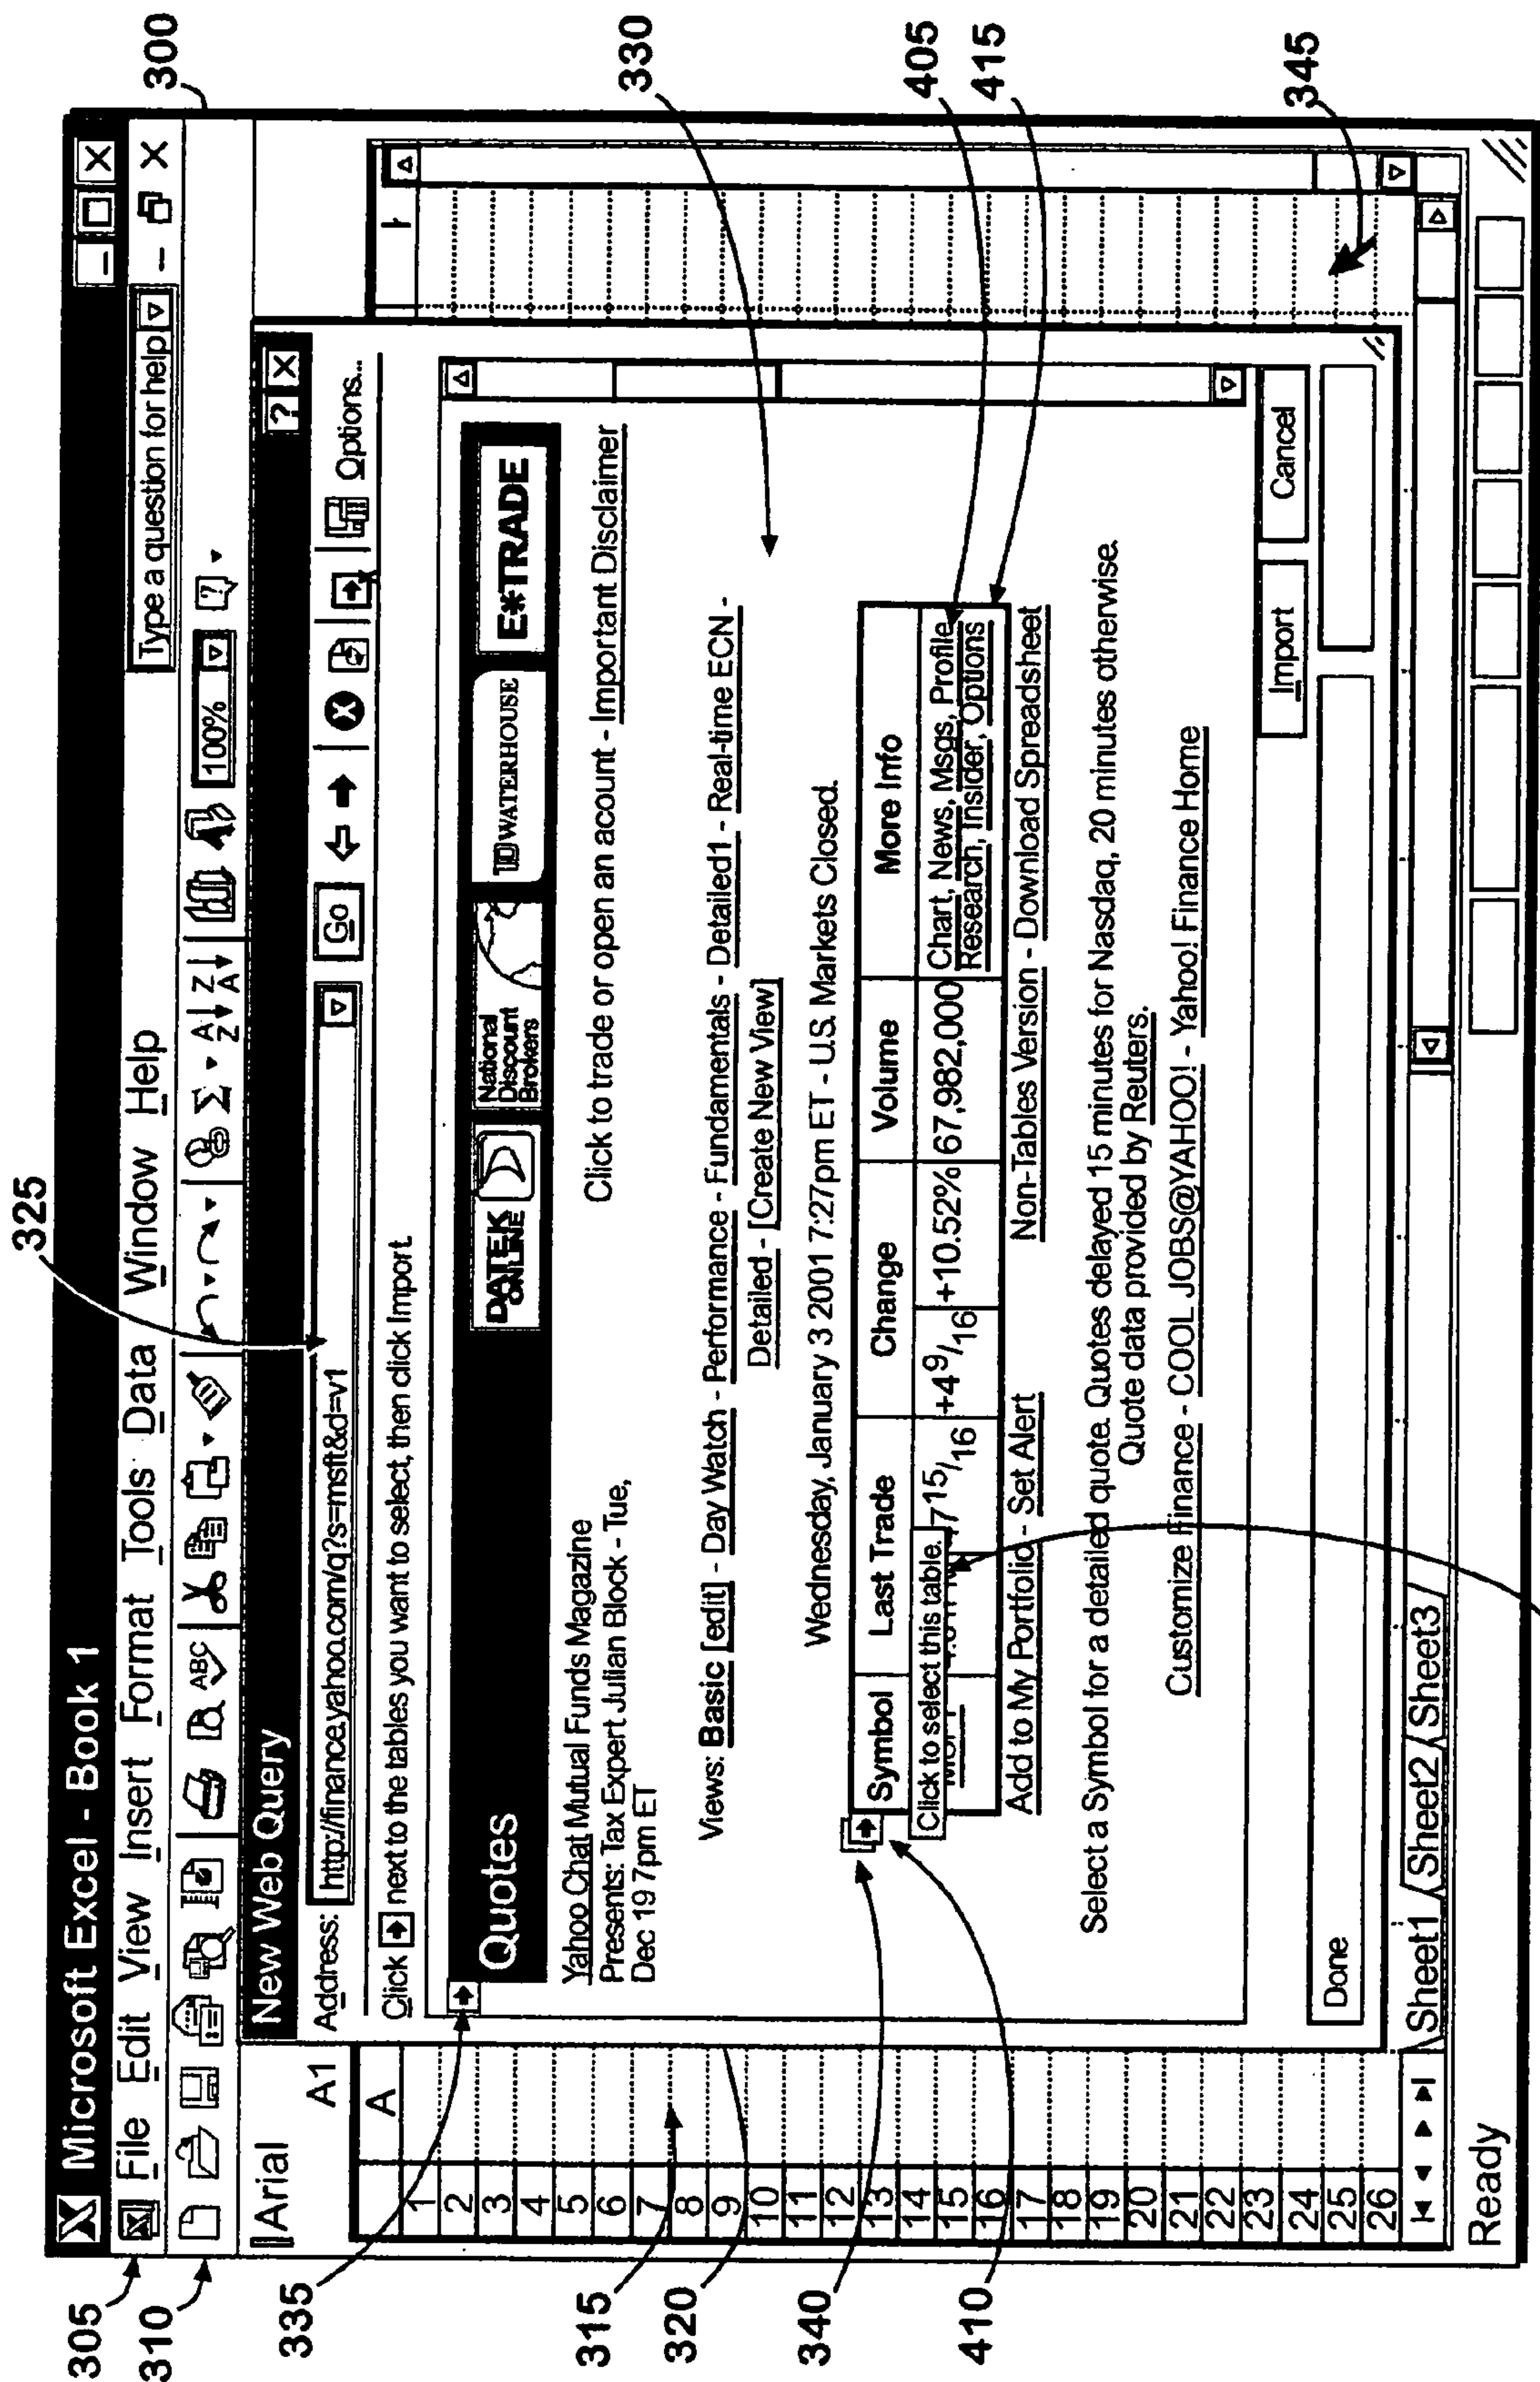 325
305
310
335
315
320
340
410
300
330
405
415
345
Microsoft Excel - Book 1
File Edit View Insert Format Tools Data Window Help
Type a question for help
ABC
Σ
A Z
Z A
100%
?
Arial
A1
New Web Query
?
Address: http://finance.yahoo.com/q?s=msft&d=v1
Go
Options...
Click next to the tables you want to select, then click Import.
Quotes
DATEK ONLINE
National Discount Brokers
TD WATERHOUSE
E*TRADE
Yahoo Chat Mutual Funds Magazine
Presents: Tax Expert Julian Block - Tue,
Dec 19 7pm ET
Click to trade or open an acount - Important Disclaimer
Views: Basic [edit] - Day Watch - Performance - Fundamentals - Detailed1 - Real-time ECN -
Detailed - [Create New View]
Wednesday, January 3 2001 7:27pm ET - U.S. Markets Closed.
Symbol Last Trade Change Volume More Info
Click to select this table. 15/16 +4 9/16 +10.52% 67,982,000 Chart, News, Msgs, Profile
Research, Insider, Options
Add to My Portfolio - Set Alert Non-Tables Version - Download Spreadsheet
Select a Symbol for a detailed quote. Quotes delayed 15 minutes for Nasdaq, 20 minutes otherwise.
Quote data provided by Reuters.
Customize Finance - COOL JOBS@YAHOO! - Yahoo! Finance Home
Import Cancel
Done
A
1
2
3
4
5
6
7
8
9
10
11
12
13
14
15
16
17
18
19
20
21
22
23
24
25
26
Sheet1 Sheet2 Sheet3
Ready